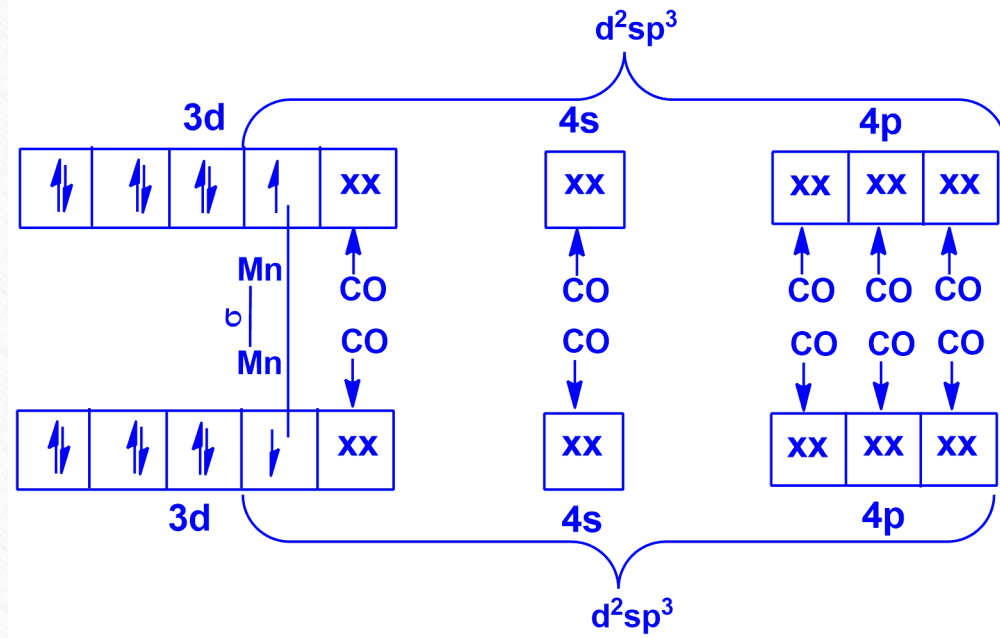 d²sp³
3d 4s 4p
xx xx xx xx xx
Mn
CO CO CO CO CO
σ
CO CO CO CO CO
Mn
xx xx xx xx xx
3d 4s 4p
d²sp³